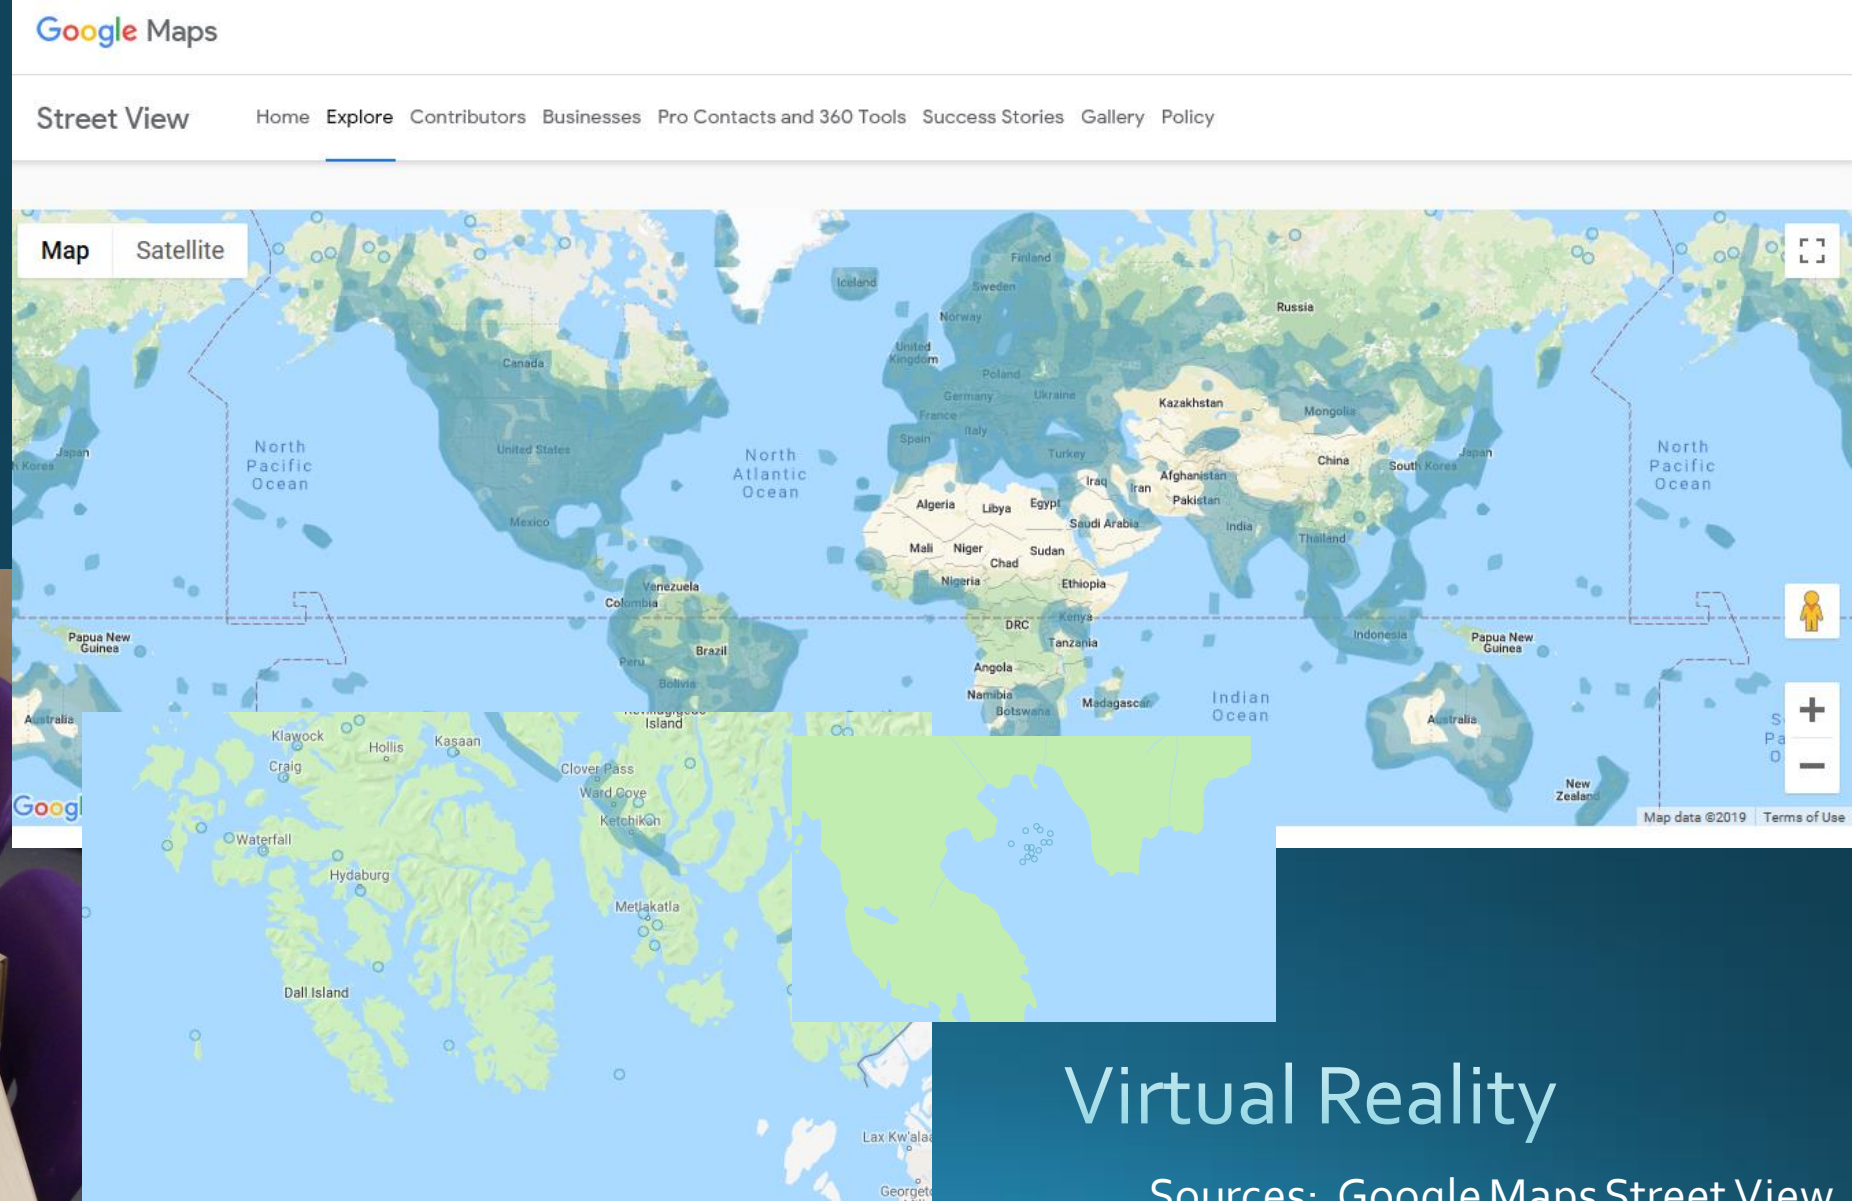 Google Maps
Street View Home Explore Contributors Businesses Pro Contacts and 360 Tools Success Stories Gallery Policy
Map Satellite
Finland
Iceland
Sweden
Russia
Norway
United
Kingdom
Canada
Poland
Germany
Ukraine
Kazakhstan
France
Mongolia
Italy
Spain
North
Pacific
Ocean
United States
North
Atlantic
Ocean
Turkey
Japan
h Korea
China
South Korea
Japan
North
Pacific
Ocean
Afghanistan
Iraq
Iran
Pakistan
Algeria
Libya
Egypt
Saudi Arabia
Mexico
India
Thailand
Mali
Niger
Sudan
Chad
Nigeria
Ethiopia
Venezuela
Colombia
Kenya
DRC
Tanzania
Indonesia
Papua New
Guinea
Papua New
Guinea
Brazil
Peru
Bolivia
Angola
Namibia
Botswana
Madagascar
Indian
Ocean
Australia
Australia
S
Pa
O
New
Zealand
Googl
Map data ©2019 Terms of Use
Island
Klawock
Hollis
Kasaan
Craig
Clover Pass
Ward Cove
Ketchikan
Waterfall
Hydaburg
Metlakatla
Dall Island
Lax Kw'alaa
Georget
Virtual Reality
Sources: Google Maps Street View